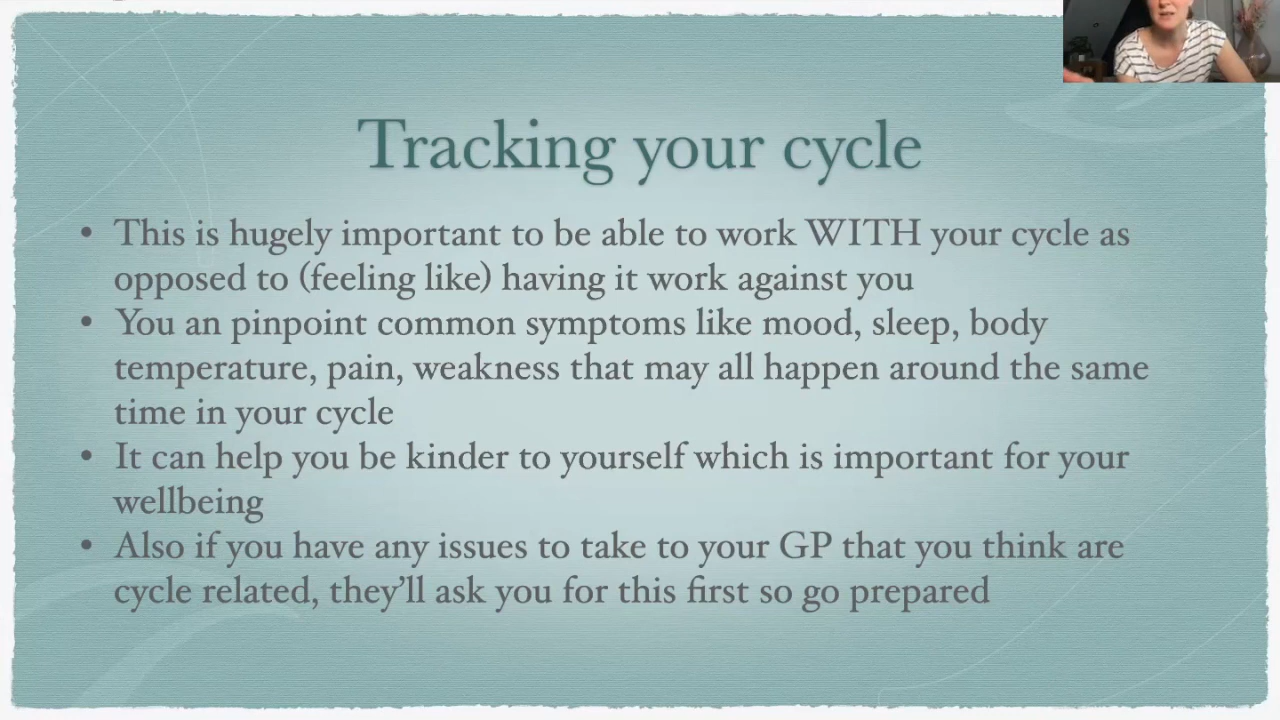 Tracking your cycle
• This is hugely important to be able to work WITH your cycle as
opposed to (feeling like) having it work against you
• You an pinpoint common symptoms like mood, sleep, body
temperature, pain, weakness that may all happen around the same
time in your cycle
• It can help you be kinder to yourself which is important for your
wellbeing
• Also if you have any issues to take to your GP that you think are
cycle related, they’ll ask you for this first so go prepared